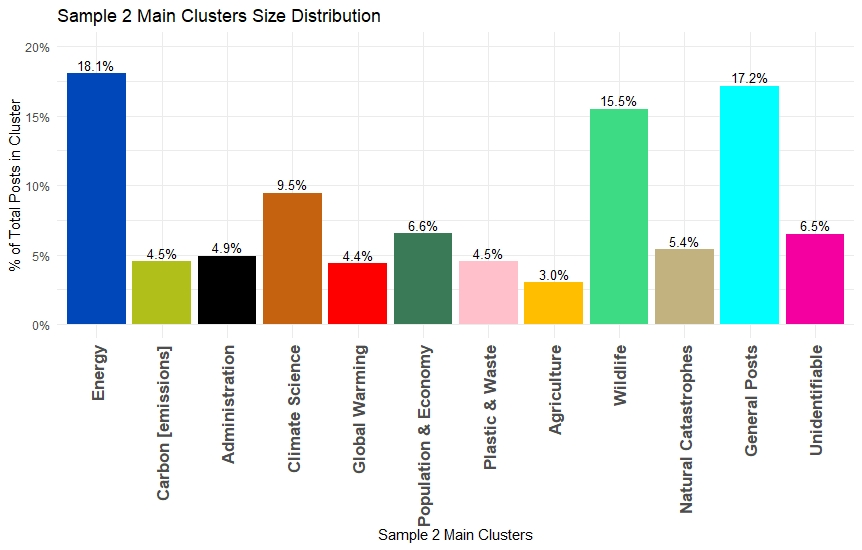 Sample 2 Main Clusters Size Distribution
% of Total Posts in Cluster
20%
15%
10%
5%
0%
18.1%
4.5%
4.9%
9.5%
4.4%
6.6%
4.5%
3.0%
15.5%
5.4%
17.2%
6.5%
Energy
Carbon [emissions]
Administration
Climate Science
Global Warming
Population & Economy
Plastic & Waste
Agriculture
Wildlife
Natural Catastrophes
General Posts
Unidentifiable
Sample 2 Main Clusters